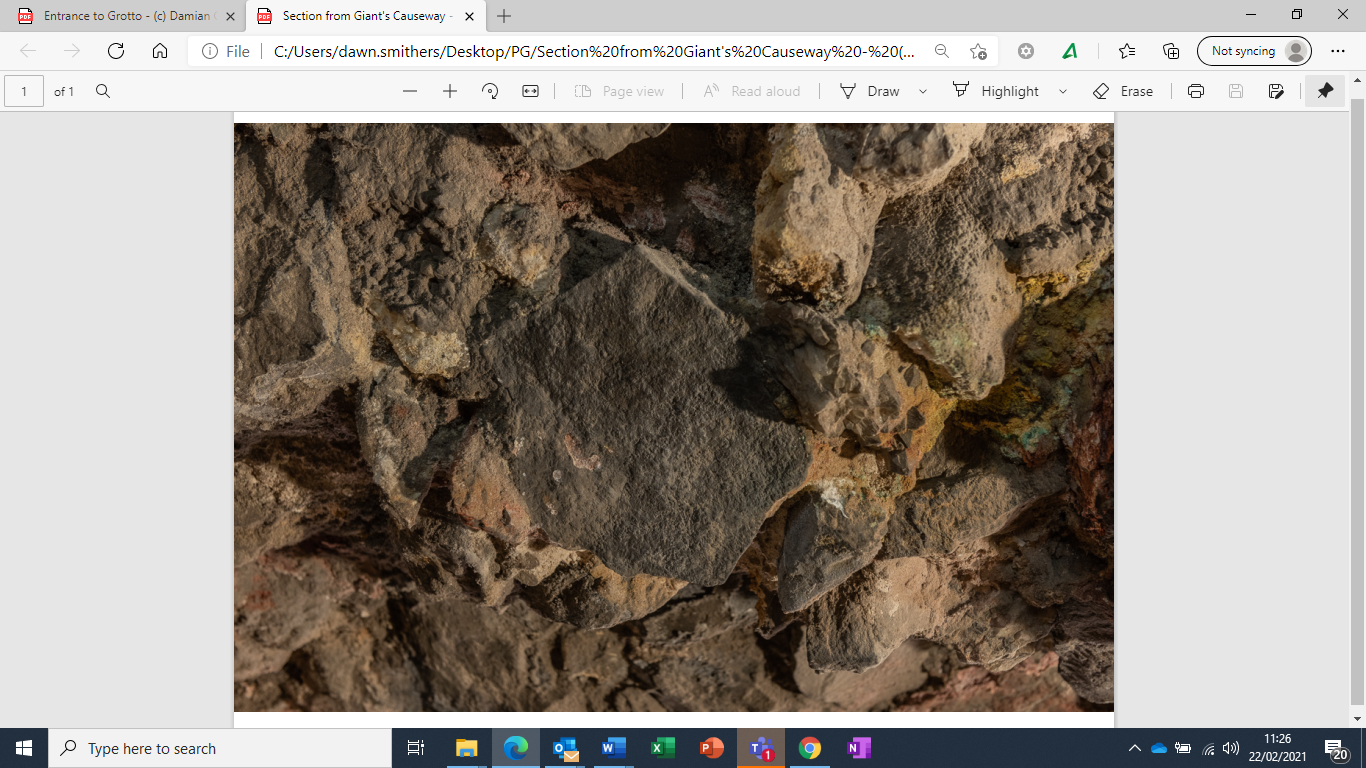 Entrance to Grotto - (c) Damian
Section from Giant's Causeway -
File
C:/Users/dawn.smithers/Desktop/PG/Section%20from%20Giant's%20Causeway%20-%20(...
Not syncing
1
of 1
Page view
Read aloud
Draw
Highlight
Erase
Type here to search
1
11:26
22/02/2021
20